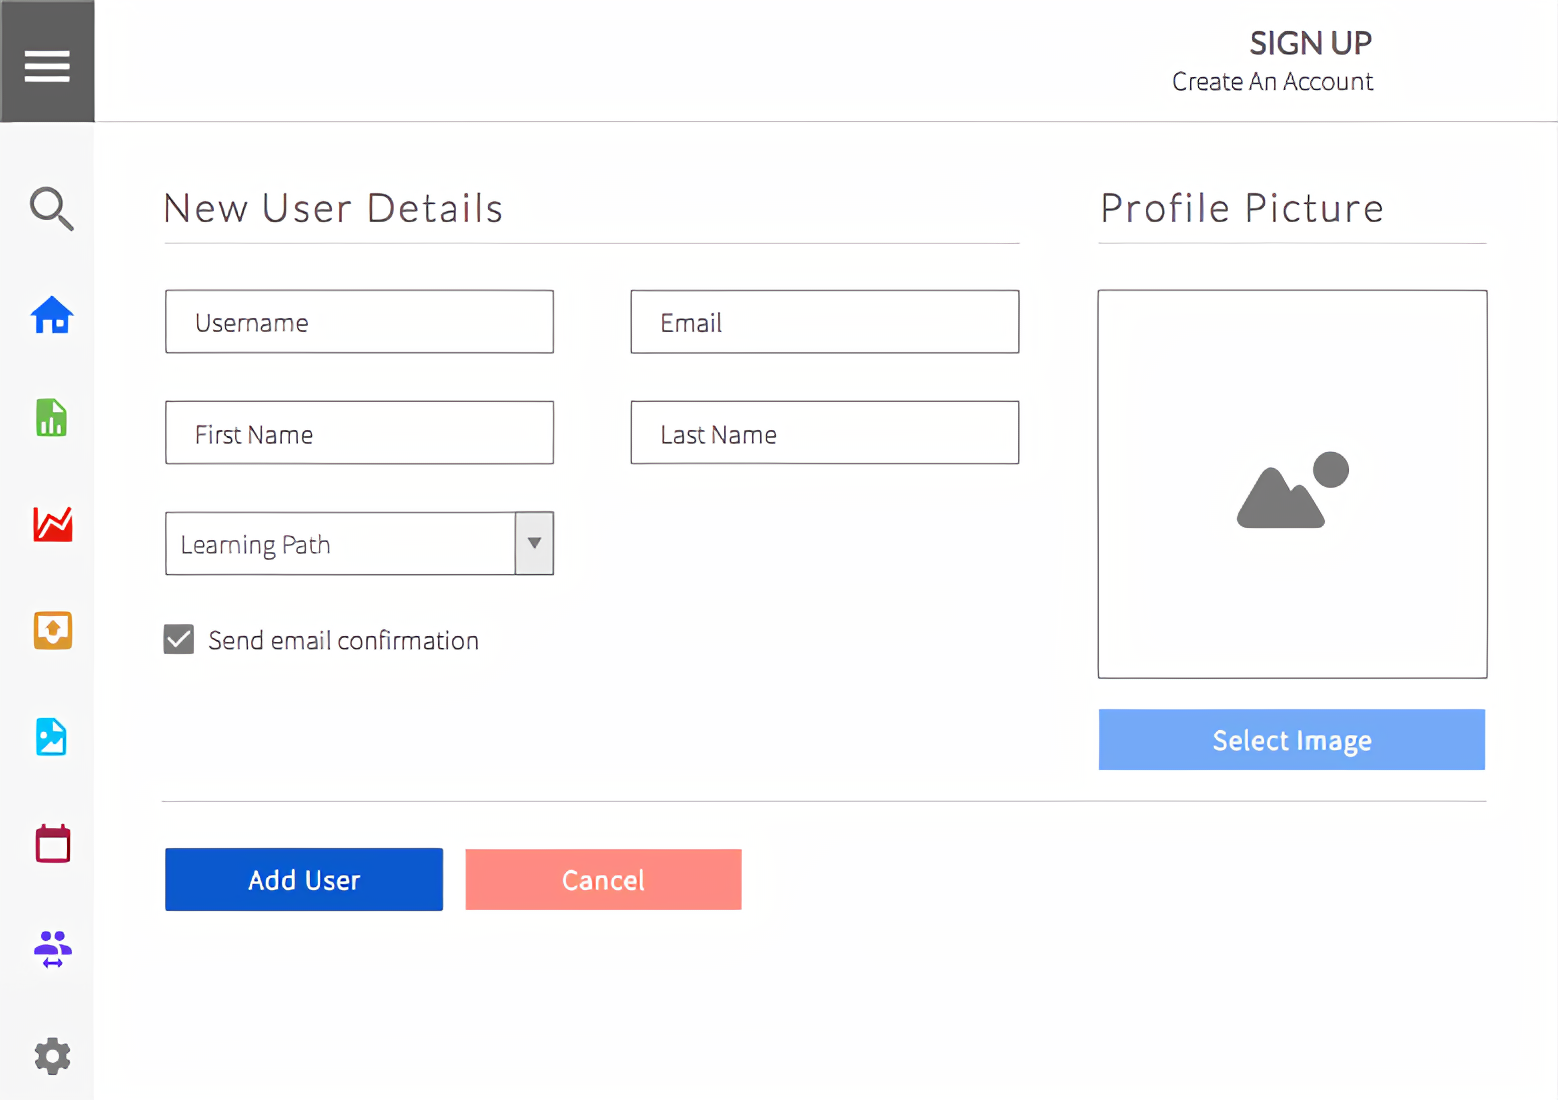 SIGN UP
Create An Account
New User Details
Profile Picture
Username
Email
First Name
Last Name
Learning Path
Send email confirmation
Select Image
Add User
Cancel